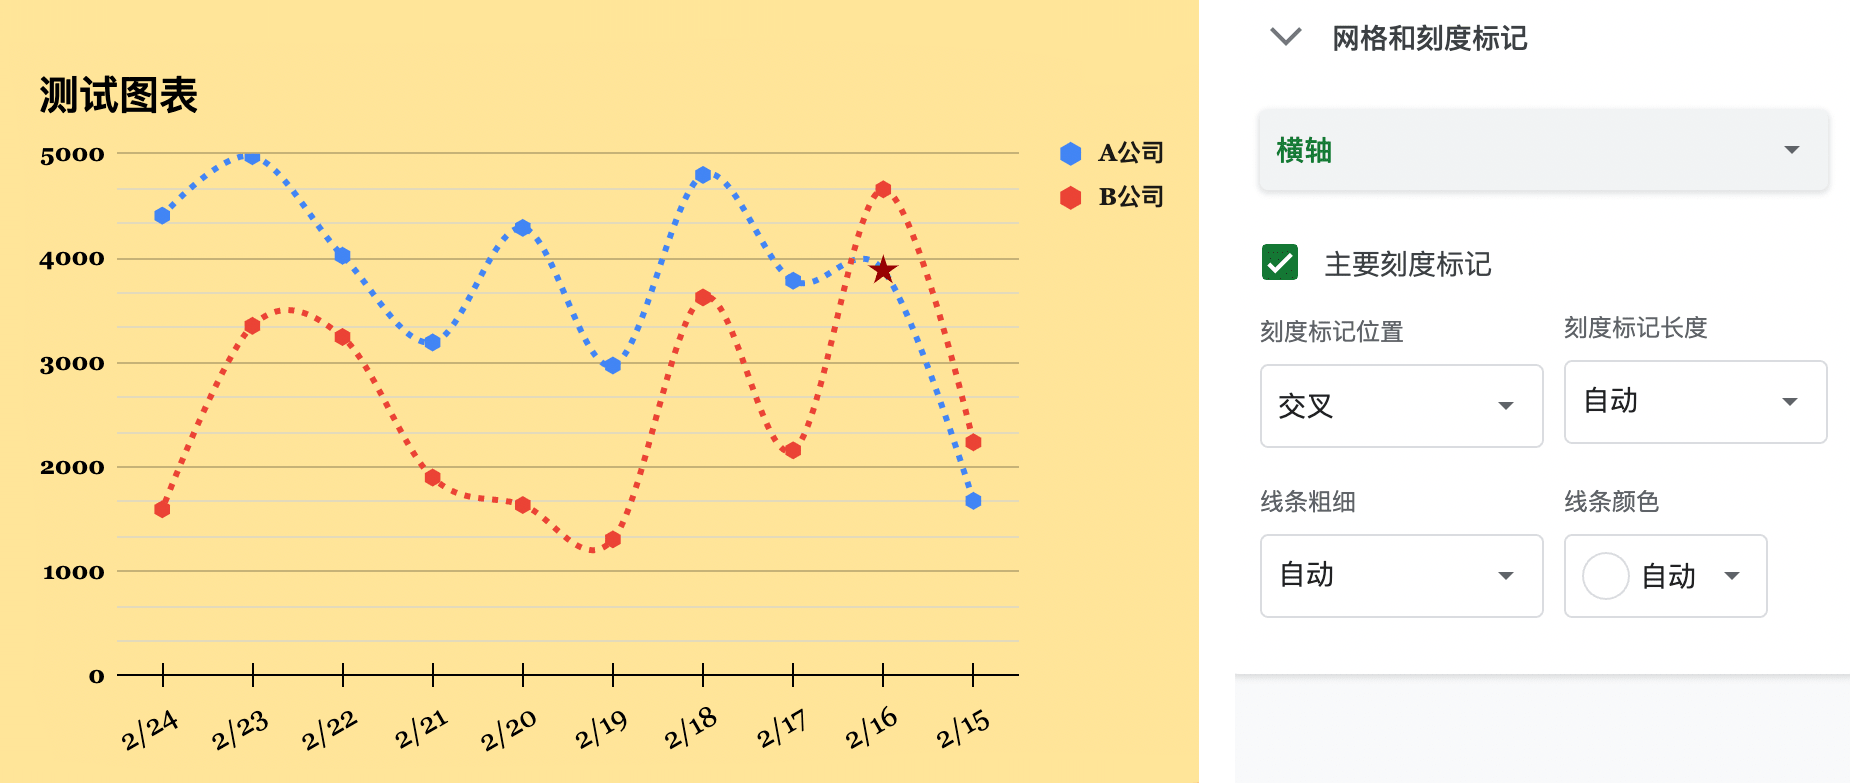 测试图表
5000
4000
3000
2000
1000
0
2/24
2/23
2/22
2/21
2/20
2/19
2/18
2/17
2/16
2/15
A公司
B公司
网格和刻度标记
横轴
主要刻度标记
刻度标记位置
刻度标记长度
交叉
自动
线条粗细
线条颜色
自动
自动